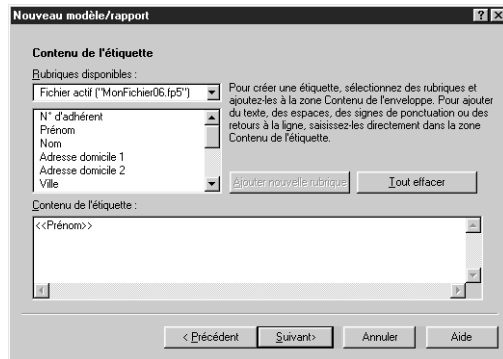 Nouveau modèle/rapport
Contenu de l'étiquette
Rubriques disponibles :
Fichier actif ("MonFichier06.fp5")
N° d'adhérent
Prénom
Nom
Adresse domicile 1
Adresse domicile 2
Ville
Pour créer une étiquette, sélectionnez des rubriques et
ajoutez-les à la zone Contenu de l'enveloppe. Pour ajouter
du texte, des espaces, des signes de ponctuation ou des
retours à la ligne, saisissez-les directement dans la zone
Contenu de l'étiquette.
Ajouter nouvelle rubrique
Tout effacer
Contenu de l'étiquette :
<<Prénom>>
< Précédent
Suivant>
Annuler
Aide